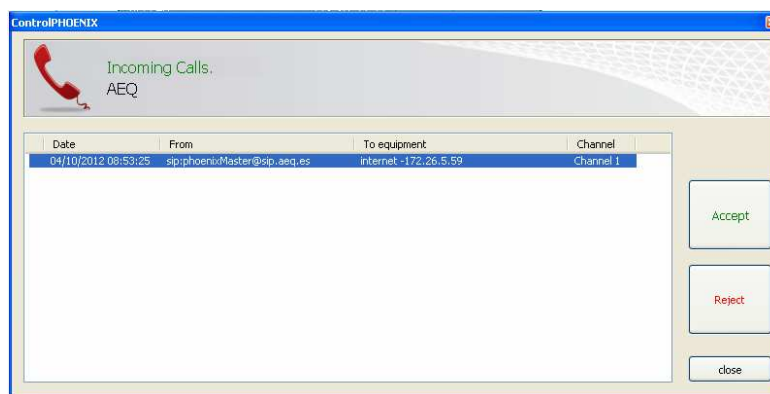 ControlPHOENIX
Incoming Calls.
AEQ
Date From To equipment Channel
04/10/2012 08:53:25 sip:phoenixMaster@sip.aeq.es internet -172.26.5.59 Channel 1
Accept
Reject
close